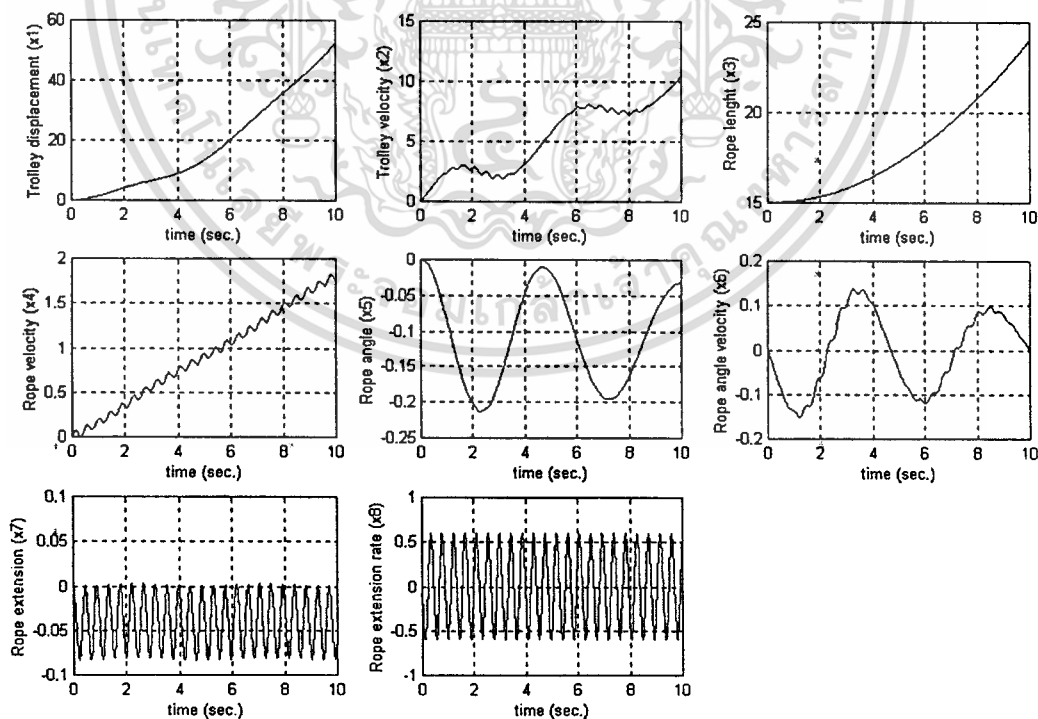 Trolley displacement (x1)
60
40
20
0
0 2 4 6 8 10
time (sec.)
Trolley velocity (x2)
15
10
5
0
0 2 4 6 8 10
time (sec.)
Rope lenght (x3)
25
20
15
0 2 4 6 8 10
time (sec.)
Rope velocity (x4)
2
1.5
1
0.5
0
0 2 4 6 8 10
time (sec.)
Rope angle (x5)
0
-0.05
-0.1
-0.15
-0.2
-0.25
0 2 4 6 8 10
time (sec.)
Rope angle velocity (x6)
0.2
0.1
0
-0.1
-0.2
0 2 4 6 8 10
time (sec.)
Rope extension (x7)
0.1
0.05
0
-0.05
-0.1
0 2 4 6 8 10
time (sec.)
Rope extension rate (x8)
1
0.5
0
-0.5
-1
0 2 4 6 8 10
time (sec.)